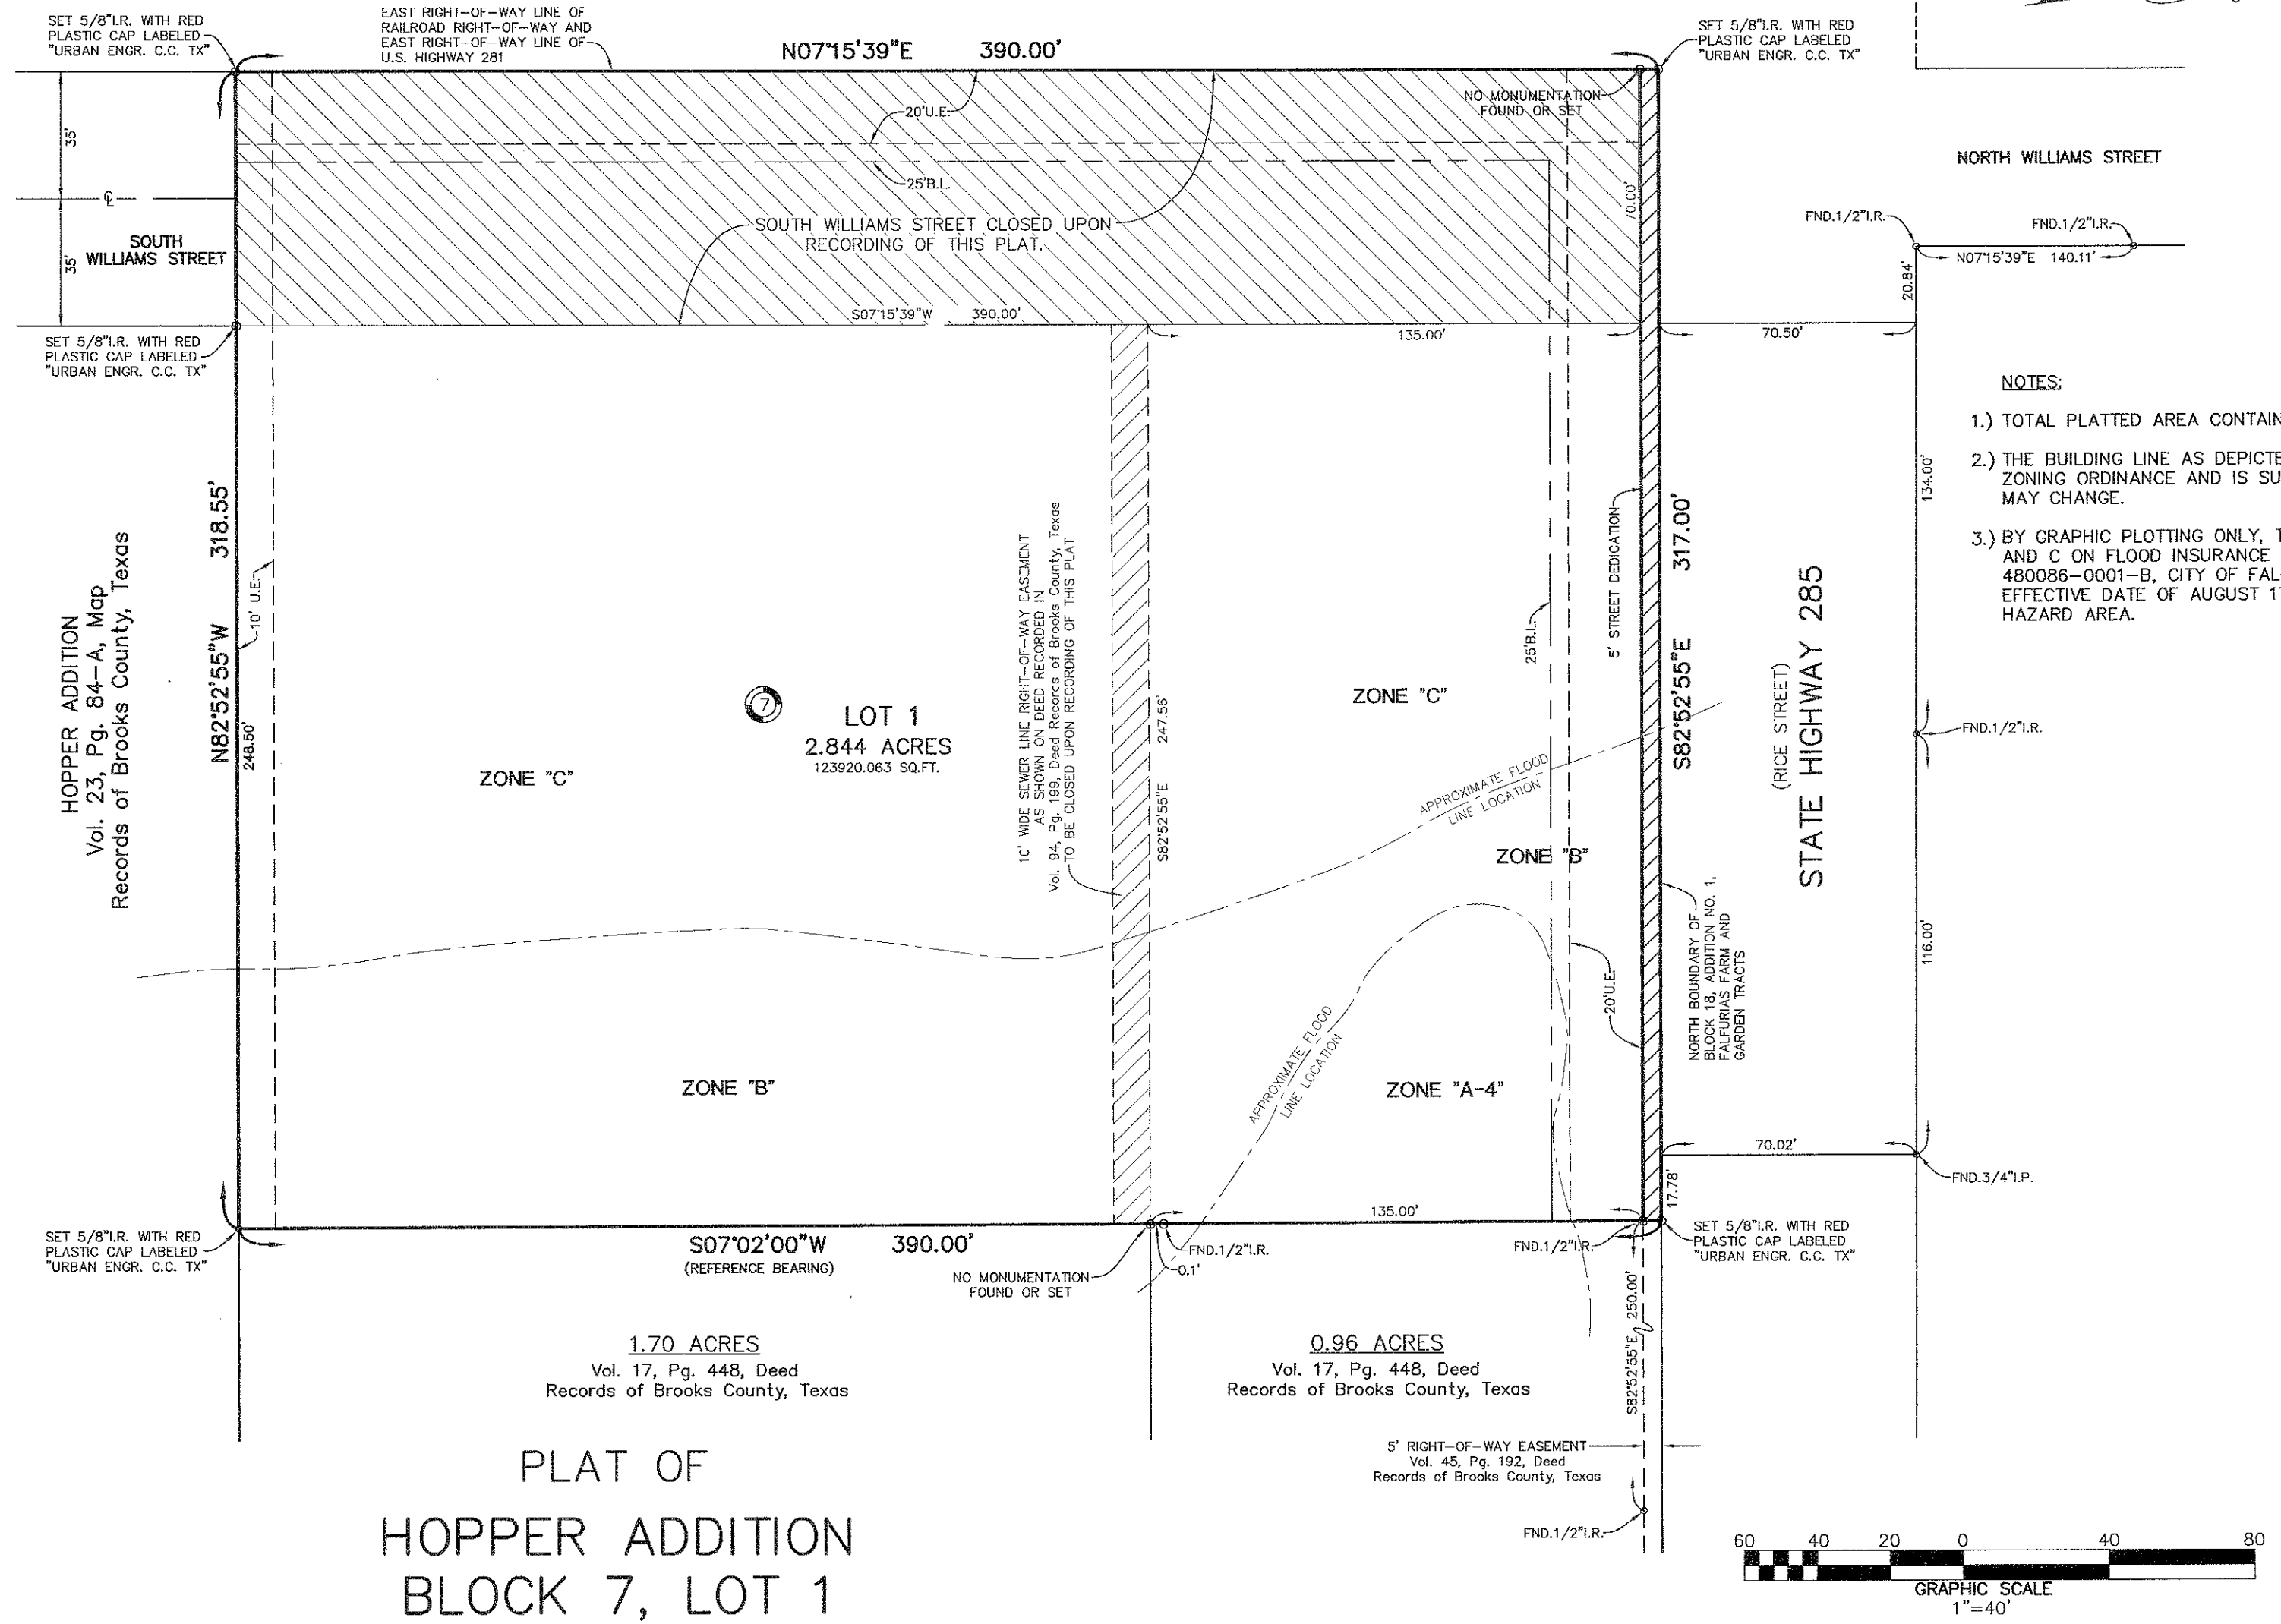 SET 5/8"I.R. WITH RED
PLASTIC CAP LABELED
"URBAN ENGR. C.C. TX"
EAST RIGHT-OF-WAY LINE OF
RAILROAD RIGHT-OF-WAY AND
EAST RIGHT-OF-WAY LINE OF
U.S. HIGHWAY 281
N07°15'39"E 390.00'
SET 5/8"I.R. WITH RED
PLASTIC CAP LABELED
"URBAN ENGR. C.C. TX"
NO MONUMENTATION
FOUND OR SET
20'U.E.
25'B.L.
35'
℄
35'
SOUTH
WILLIAMS STREET
SOUTH WILLIAMS STREET CLOSED UPON
RECORDING OF THIS PLAT.
70.00'
NORTH WILLIAMS STREET
FND.1/2"I.R.
FND.1/2"I.R.
N07°15'39"E 140.11'
20.84'
S07°15'39"W 390.00'
135.00'
70.50'
SET 5/8"I.R. WITH RED
PLASTIC CAP LABELED
"URBAN ENGR. C.C. TX"
NOTES:
1.) TOTAL PLATTED AREA CONTAIN
2.) THE BUILDING LINE AS DEPICTE
ZONING ORDINANCE AND IS SU
MAY CHANGE.
3.) BY GRAPHIC PLOTTING ONLY, T
AND C ON FLOOD INSURANCE
480086-0001-B, CITY OF FAL
EFFECTIVE DATE OF AUGUST 1
HAZARD AREA.
HOPPER ADDITION
Vol. 23, Pg. 84-A, Map
Records of Brooks County, Texas
N82°52'55"W 318.55'
248.50'
10' U.E.
7
LOT 1
2.844 ACRES
123920.063 SQ.FT.
ZONE "C"
10' WIDE SEWER LINE RIGHT-OF-WAY EASEMENT
AS SHOWN ON DEED RECORDED IN
Vol. 94, Pg. 199, Deed Records of Brooks County, Texas
TO BE CLOSED UPON RECORDING OF THIS PLAT
S82°52'55"E 247.56'
ZONE "C"
25'B.L.
5' STREET DEDICATION
S82°52'55"E 317.00'
(RICE STREET)
STATE HIGHWAY 285
134.00'
FND.1/2"I.R.
APPROXIMATE FLOOD
LINE LOCATION
ZONE "B"
NORTH BOUNDARY OF
BLOCK 18, ADDITION NO. 1,
FALFURIAS FARM AND
GARDEN TRACTS
116.00'
20'U.E.
APPROXIMATE FLOOD
LINE LOCATION
ZONE "B"
ZONE "A-4"
70.02'
FND.3/4"I.P.
17.78'
135.00'
SET 5/8"I.R. WITH RED
PLASTIC CAP LABELED
"URBAN ENGR. C.C. TX"
S07°02'00"W 390.00'
(REFERENCE BEARING)
NO MONUMENTATION
FOUND OR SET
FND.1/2"I.R.
0.1'
FND.1/2"I.R.
SET 5/8"I.R. WITH RED
PLASTIC CAP LABELED
"URBAN ENGR. C.C. TX"
S82°52'55"E 250.00'
1.70 ACRES
Vol. 17, Pg. 448, Deed
Records of Brooks County, Texas
0.96 ACRES
Vol. 17, Pg. 448, Deed
Records of Brooks County, Texas
5' RIGHT-OF-WAY EASEMENT
Vol. 45, Pg. 192, Deed
Records of Brooks County, Texas
FND.1/2"I.R.
PLAT OF
HOPPER ADDITION
BLOCK 7, LOT 1
60 40 20 0 40 80
GRAPHIC SCALE
1"=40'